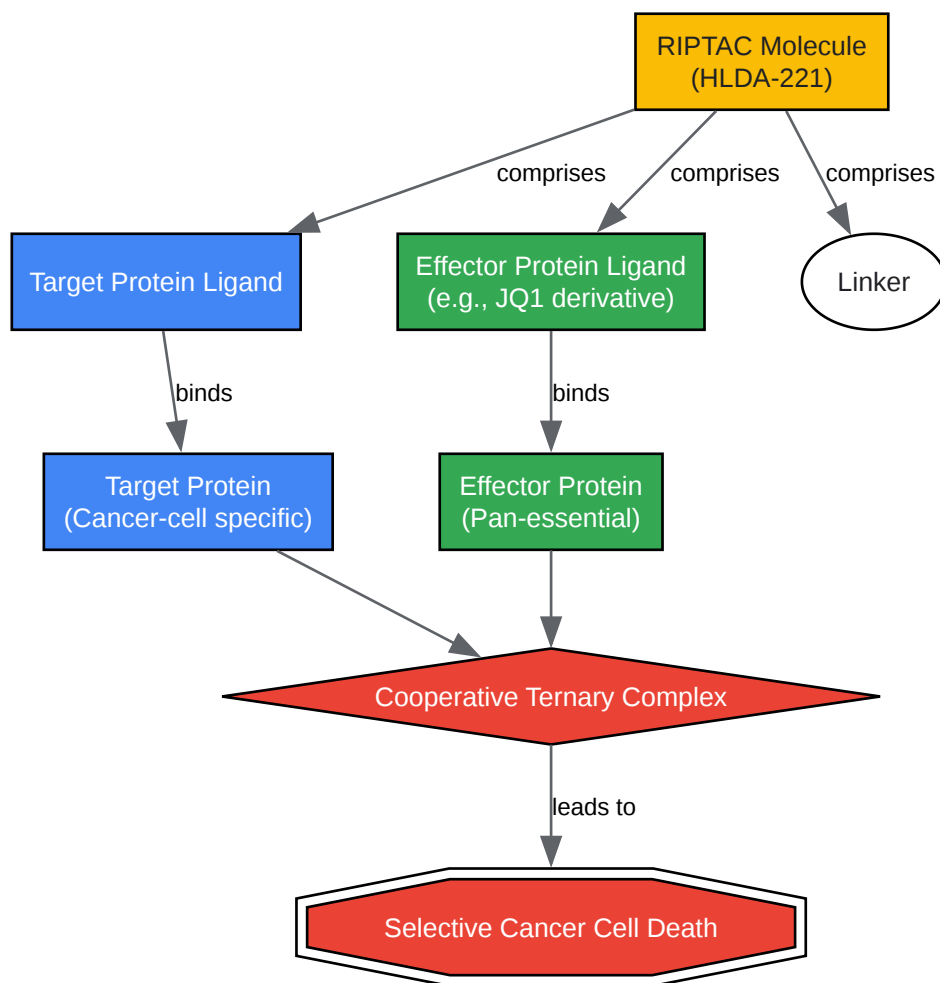 RIPTAC Molecule
(HLDA-221)
comprises
comprises
comprises
Target Protein Ligand
Effector Protein Ligand
(e.g., JQ1 derivative)
Linker
binds
binds
Target Protein
(Cancer-cell specific)
Effector Protein
(Pan-essential)
Cooperative Ternary Complex
leads to
Selective Cancer Cell Death